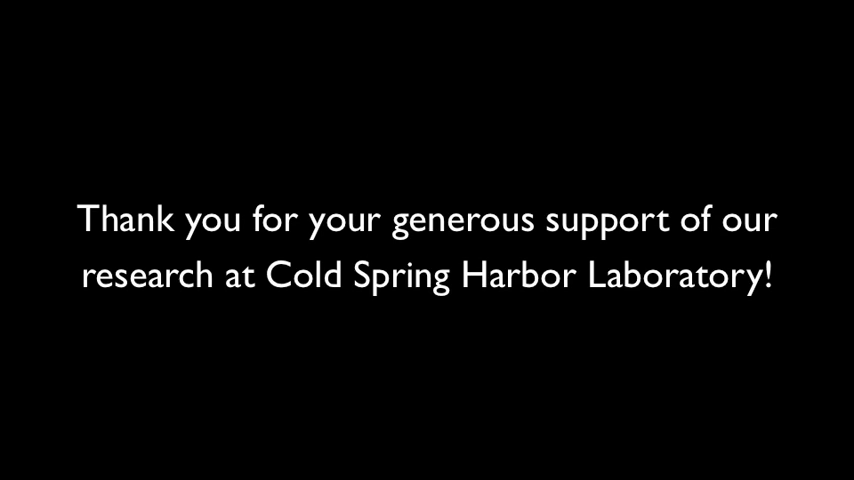 Thank you for your generous support of our
research at Cold Spring Harbor Laboratory!